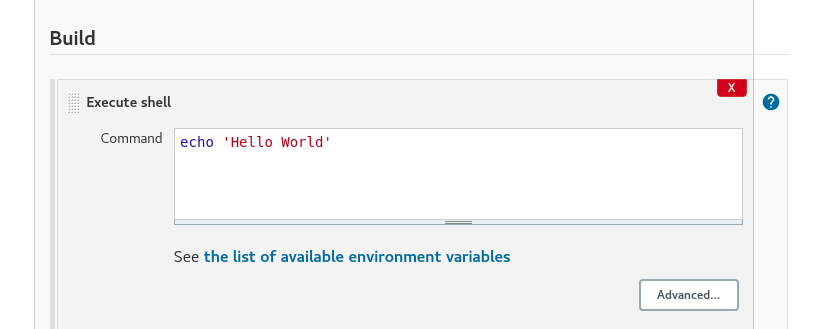 Build
Execute shell
X
?
Command
echo 'Hello World'
See the list of available environment variables
Advanced...